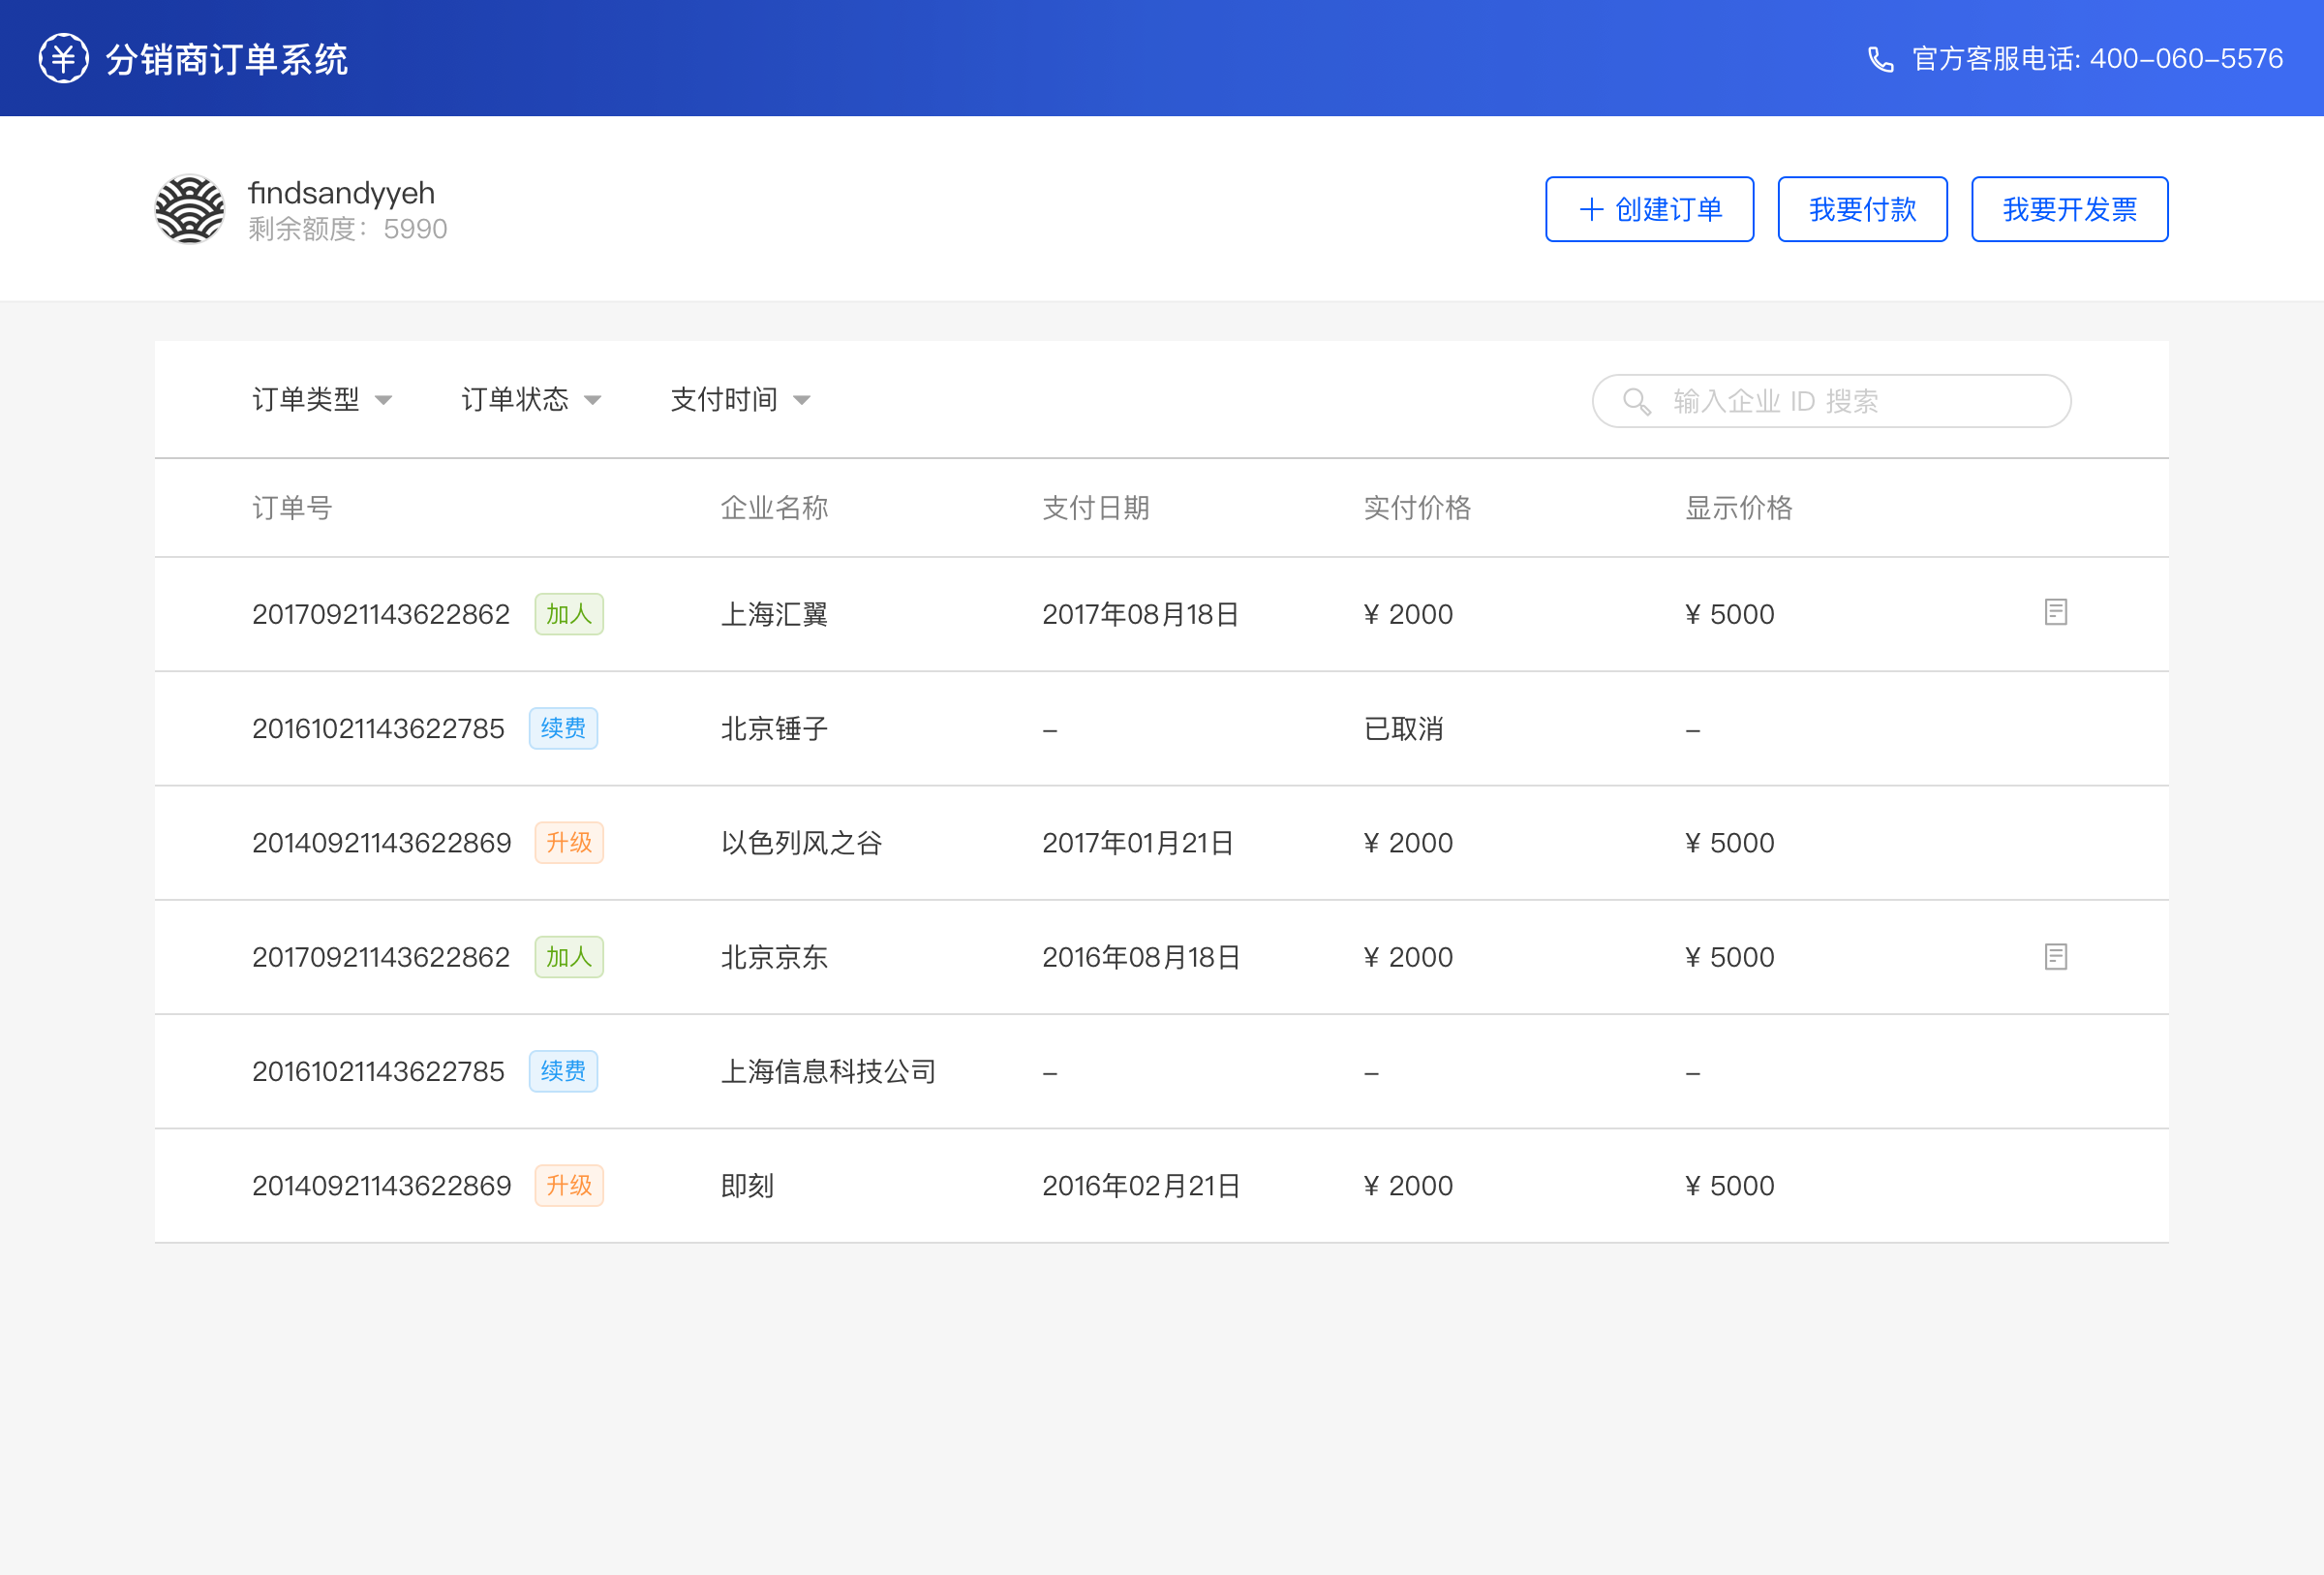 分销商订单系统
官方客服电话: 400-060-5576
findsandyyeh
剩余额度：5990
创建订单
我要付款
我要开发票
订单类型 订单状态 支付时间
输入企业 ID 搜索
订单号 企业名称 支付日期 实付价格 显示价格
20170921143622862 加人 上海汇翼 2017年08月18日 ¥ 2000 ¥ 5000
20161021143622785 续费 北京锤子 – 已取消 –
20140921143622869 升级 以色列风之谷 2017年01月21日 ¥ 2000 ¥ 5000
20170921143622862 加人 北京京东 2016年08月18日 ¥ 2000 ¥ 5000
20161021143622785 续费 上海信息科技公司 – – –
20140921143622869 升级 即刻 2016年02月21日 ¥ 2000 ¥ 5000